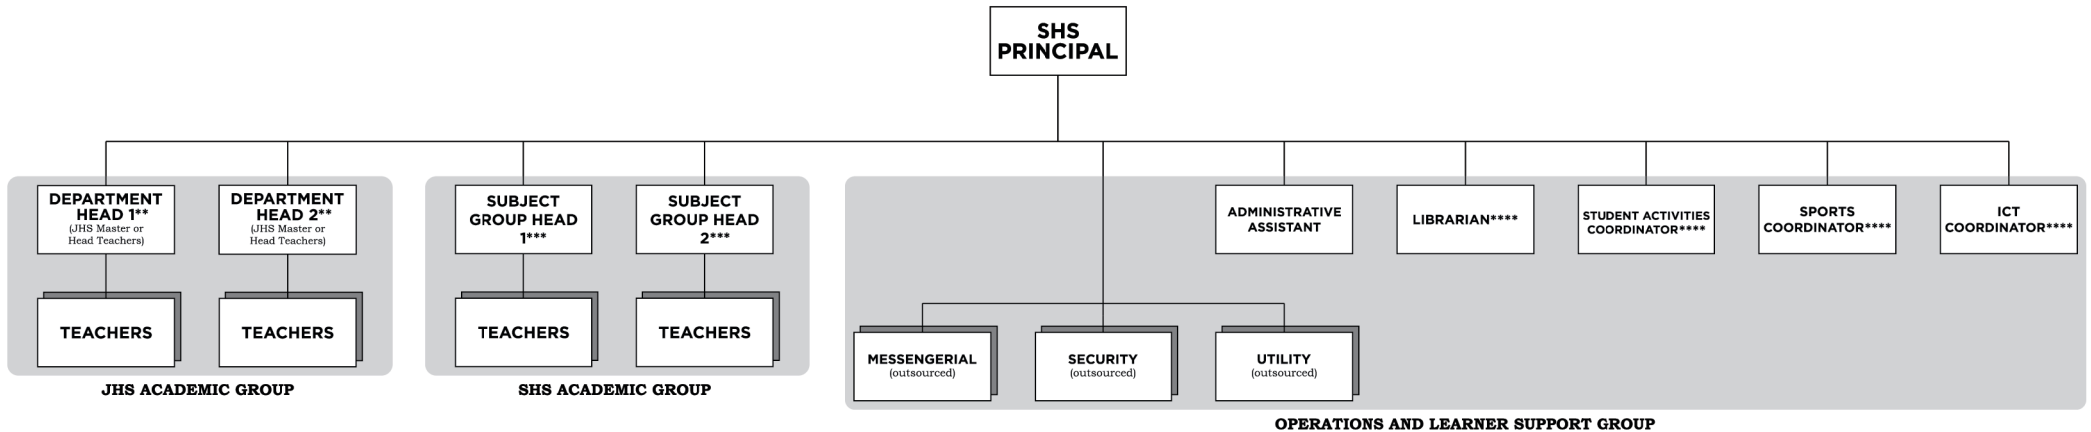 SHS
PRINCIPAL
DEPARTMENT
HEAD 1**
(JHS Master or
Head Teachers)
DEPARTMENT
HEAD 2**
(JHS Master or
Head Teachers)
TEACHERS
TEACHERS
JHS ACADEMIC GROUP
SUBJECT
GROUP HEAD
1***
SUBJECT
GROUP HEAD
2***
TEACHERS
TEACHERS
SHS ACADEMIC GROUP
ADMINISTRATIVE
ASSISTANT
LIBRARIAN****
STUDENT ACTIVITIES
COORDINATOR****
SPORTS
COORDINATOR****
ICT
COORDINATOR****
MESSENGERIAL
(outsourced)
SECURITY
(outsourced)
UTILITY
(outsourced)
OPERATIONS AND LEARNER SUPPORT GROUP